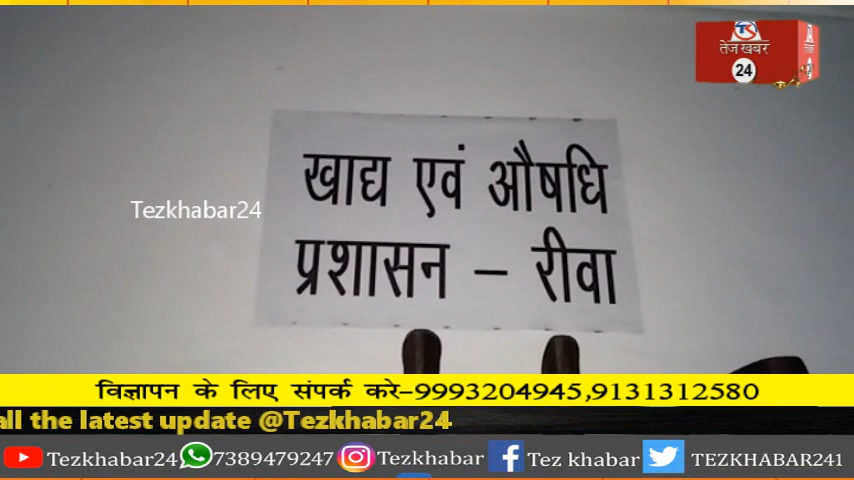 तेज खबर
24
खाद्य एवं औषधि
Tezkhabar24
प्रशासन – रीवा
विज्ञापन के लिए संपर्क करे-9993204945,9131312580
all the latest update @Tezkhabar24
Tezkhabar24 7389479247 Tezkhabar Tez khabar TEZKHABAR241